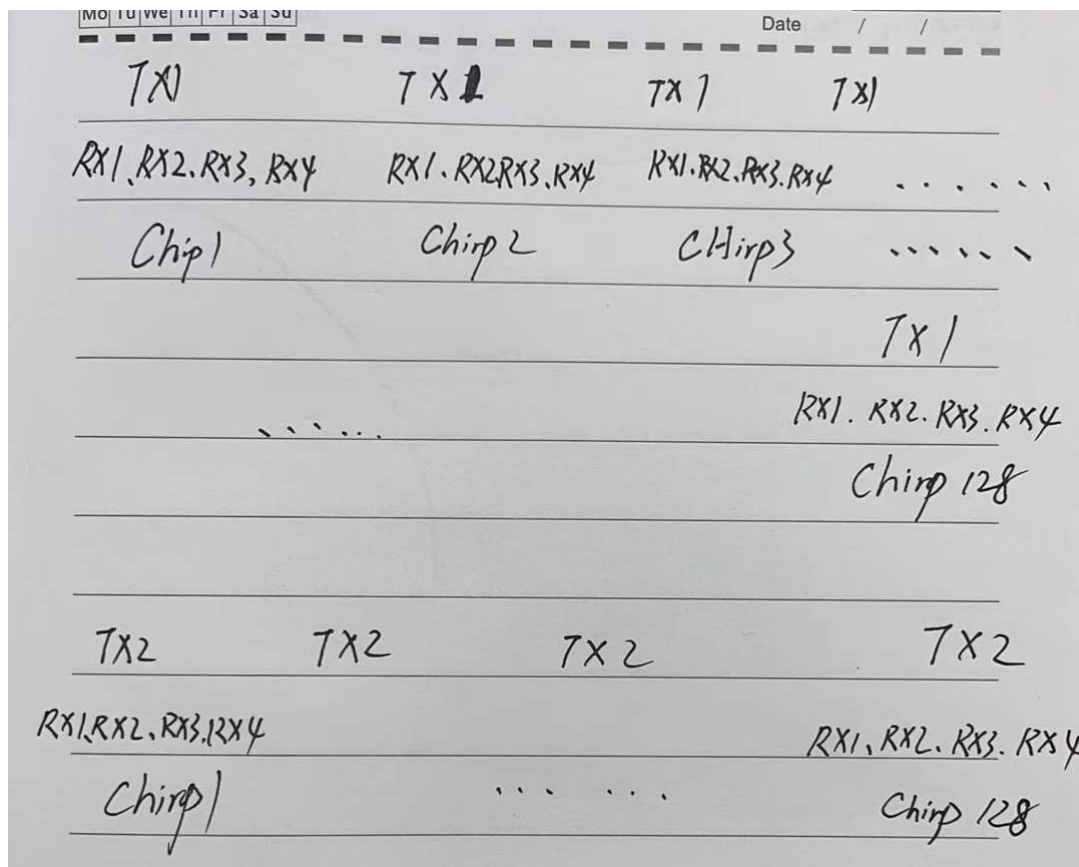 Mo Tu We Th Fr Sa Su Date / /
TX1 TX1 TX1 TX1
RX1、RX2、RX3, RX4 RX1.RX2RX3.RX4 RX1.RX2.RX3.RX4 ......
Chip1 Chirp2 CHirp3 ......
TX1
RX1. RX2. RX3. RX4
......
Chirp 128
TX2 TX2 TX2 TX2
RX1、RX2、RX3.RX4 RX1、RX2、RX3. RX4
Chirp1 ... ... Chirp 128